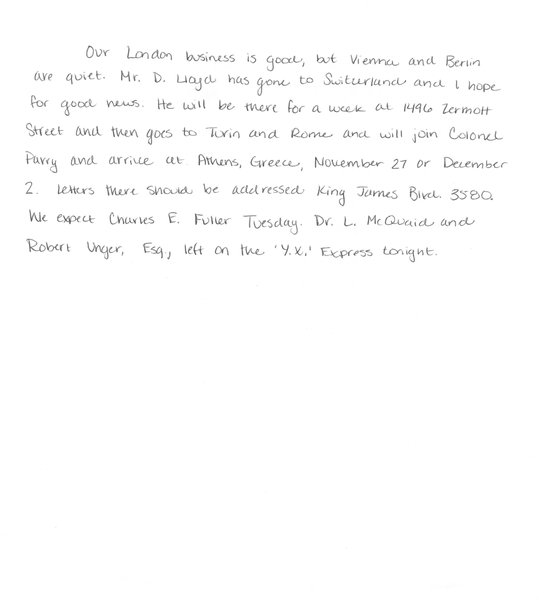 Our London business is good, but Vienna and Berlin
are quiet. Mr. D. Lloyd has gone to Switzerland and I hope
for good news. He will be there for a week at 1496 Zermott
Street and then goes to Turin and Rome and will join Colonel
Parry and arrive at Athens, Greece, November 27 or December
2. Letters there should be addressed King James Blvd. 3580.
We expect Charles E. Fuller Tuesday. Dr. L. McQuaid and
Robert Unger, Esq., left on the 'Y.X.' Express tonight.